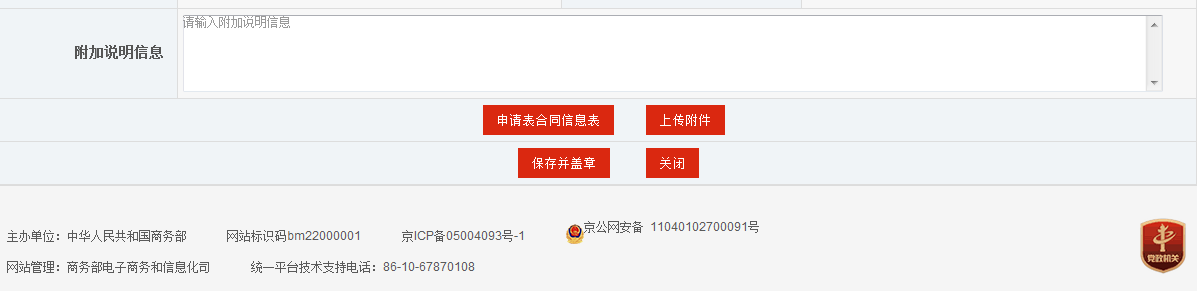 请输入附加说明信息
附加说明信息
申请表合同信息表 上传附件
保存并盖章 关闭
主办单位：中华人民共和国商务部 网站标识码bm22000001 京ICP备05004093号-1 京公网安备 11040102700091号
网站管理：商务部电子商务和信息化司 统一平台技术支持电话：86-10-67870108
党政机关